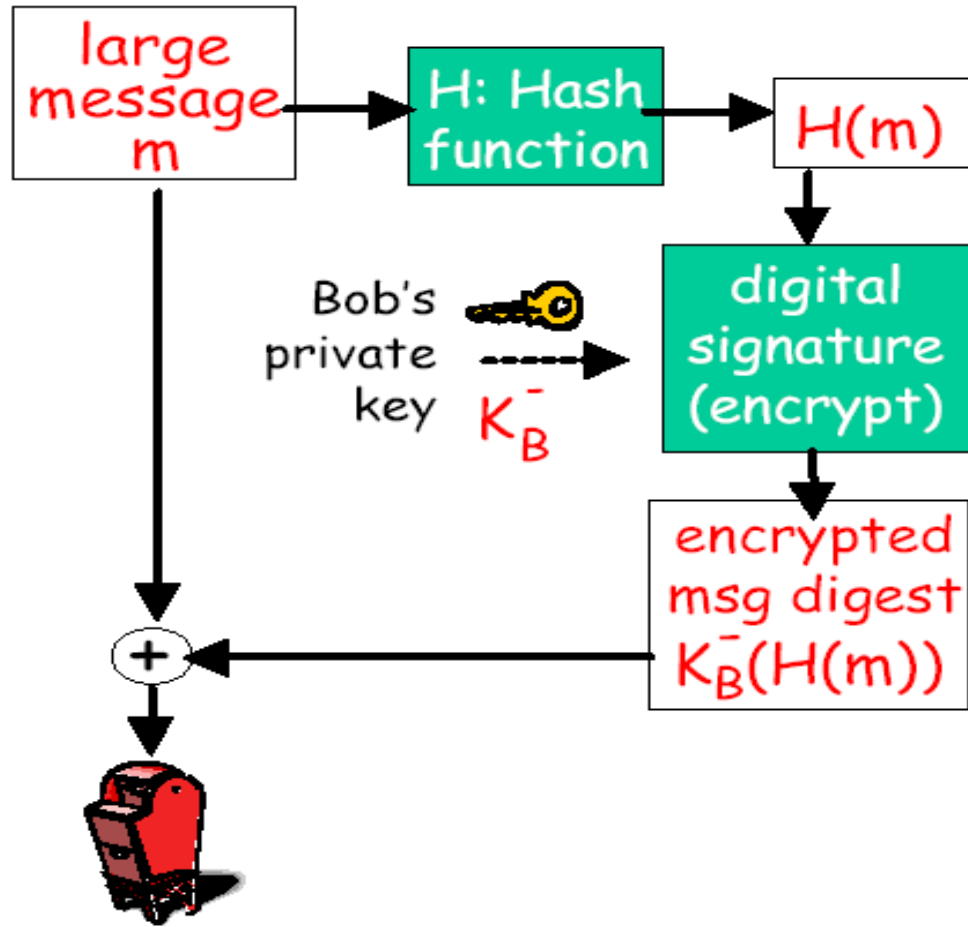 large
message
m
H: Hash
function
H(m)
Bob's
private
key
K_B^-
digital
signature
(encrypt)
encrypted
msg digest
K_B^-(H(m))
+